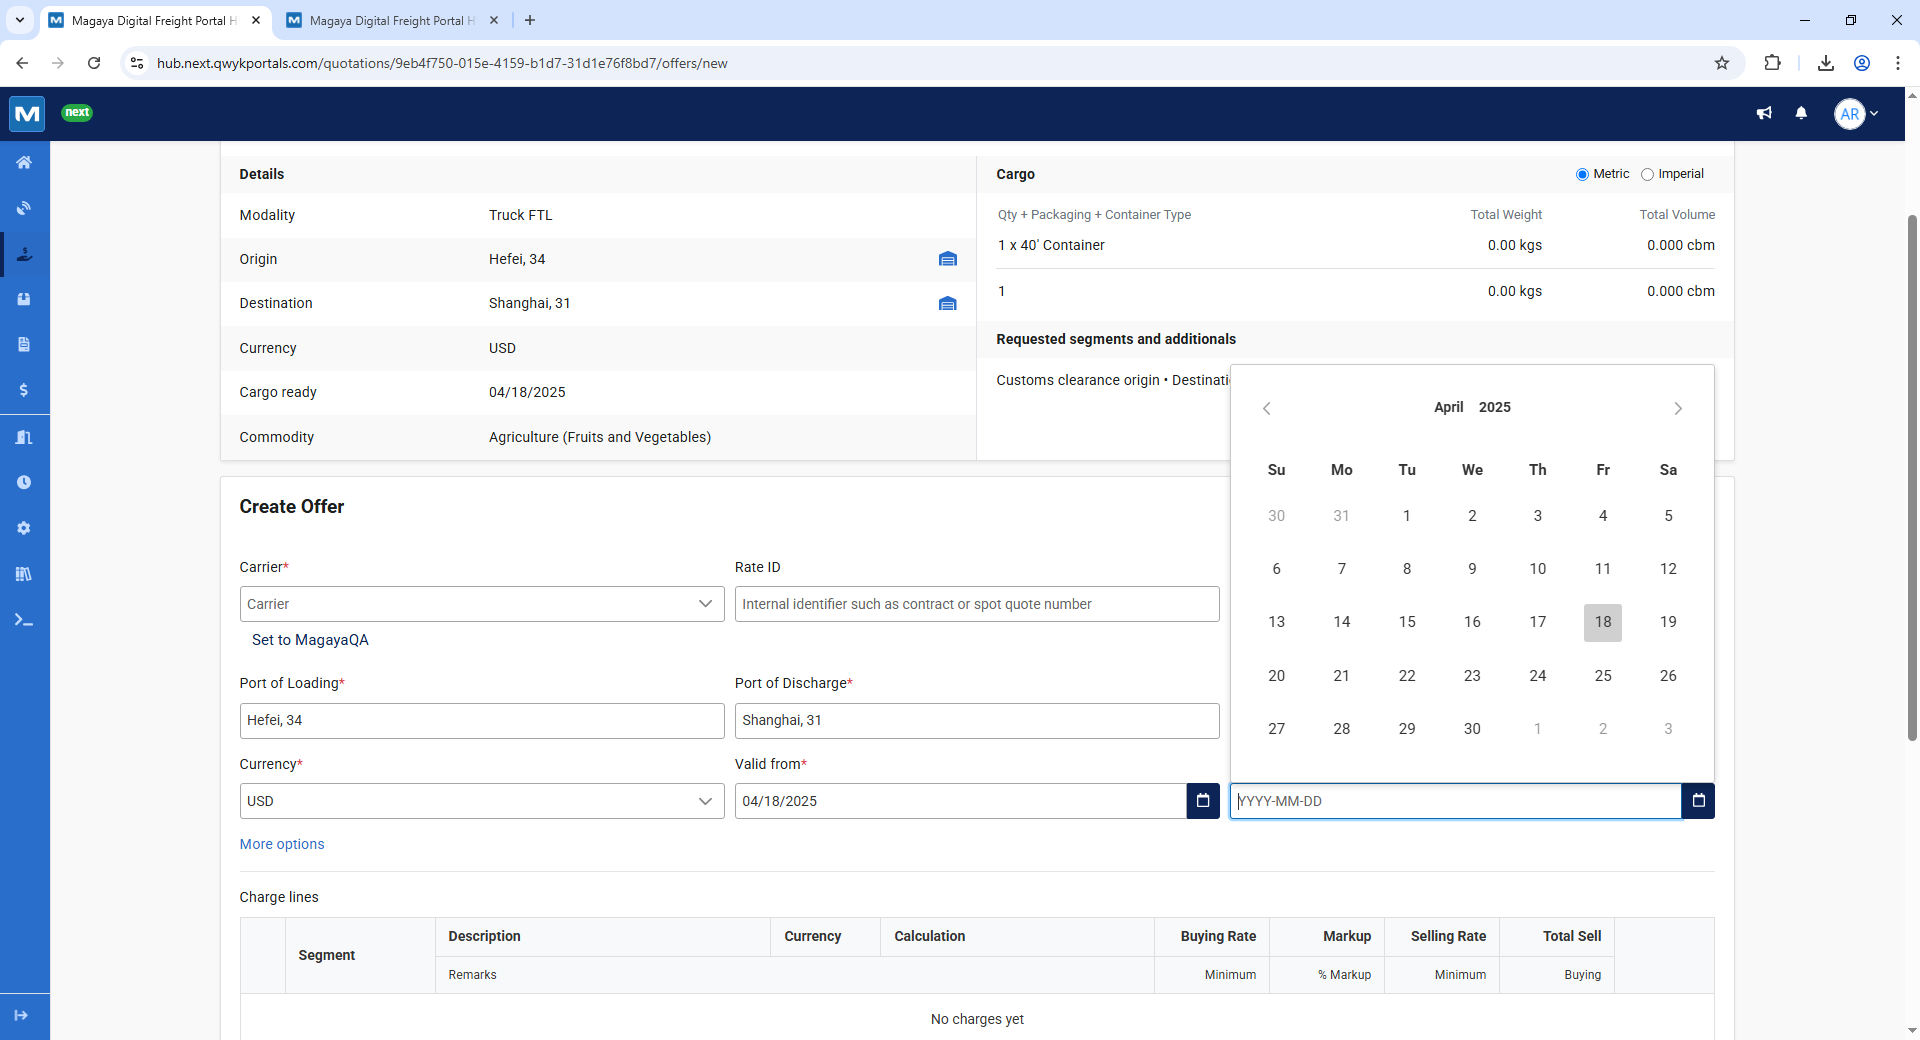 Magaya Digital Freight Portal H
Magaya Digital Freight Portal H
hub.next.qwykportals.com/quotations/9eb4f750-015e-4159-b1d7-31d1e76f8bd7/offers/new
next
AR
Details
Modality Truck FTL
Origin Hefei, 34
Destination Shanghai, 31
Currency USD
Cargo ready 04/18/2025
Commodity Agriculture (Fruits and Vegetables)
Cargo Metric Imperial
Qty + Packaging + Container Type Total Weight Total Volume
1 x 40' Container 0.00 kgs 0.000 cbm
1 0.00 kgs 0.000 cbm
Requested segments and additionals
Customs clearance origin • Destinati
April 2025
Su Mo Tu We Th Fr Sa
30 31 1 2 3 4 5
6 7 8 9 10 11 12
13 14 15 16 17 18 19
20 21 22 23 24 25 26
27 28 29 30 1 2 3
Create Offer
Carrier* Rate ID
Carrier Internal identifier such as contract or spot quote number
Set to MagayaQA
Port of Loading* Port of Discharge*
Hefei, 34 Shanghai, 31
Currency* Valid from*
USD 04/18/2025 YYYY-MM-DD
More options
Charge lines
Segment Description Currency Calculation Buying Rate Markup Selling Rate Total Sell
Remarks Minimum % Markup Minimum Buying
No charges yet